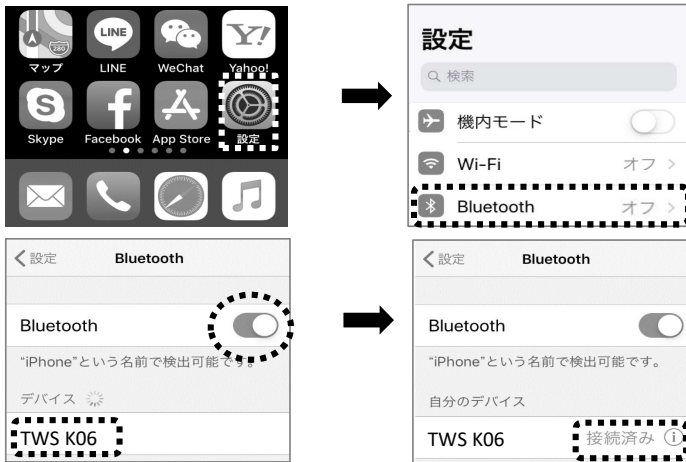 280
LINE
Y!
マップ
LINE
WeChat
Yahoo!
Skype
Facebook
App Store
設定
設定
検索
機内モード
Wi-Fi
オフ
Bluetooth
オフ
設定
Bluetooth
Bluetooth
“iPhone”という名前で検出可能です。
デバイス
TWS K06
設定
Bluetooth
Bluetooth
“iPhone”という名前で検出可能です。
自分のデバイス
TWS K06
接続済み